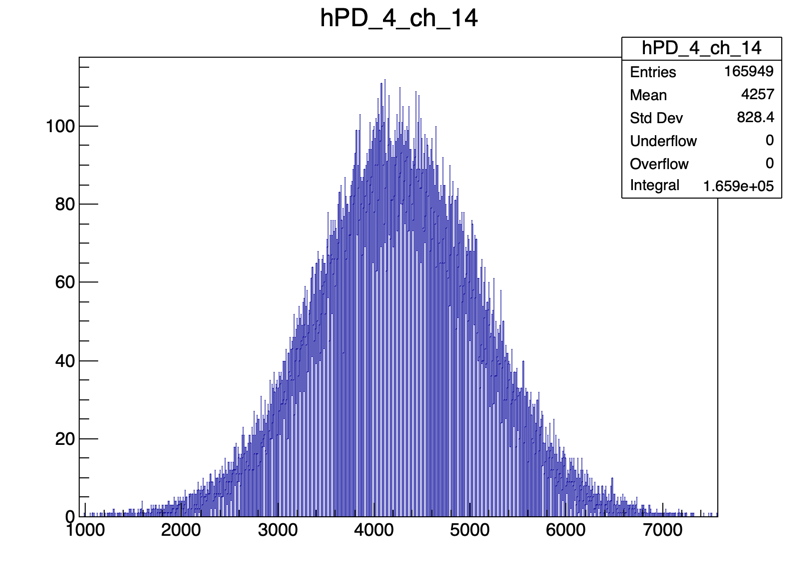 hPD_4_ch_14
hPD_4_ch_14
Entries 165949
Mean 4257
Std Dev 828.4
Underflow 0
Overflow 0
Integral 1.659e+05
100
80
60
40
20
0
1000 2000 3000 4000 5000 6000 7000